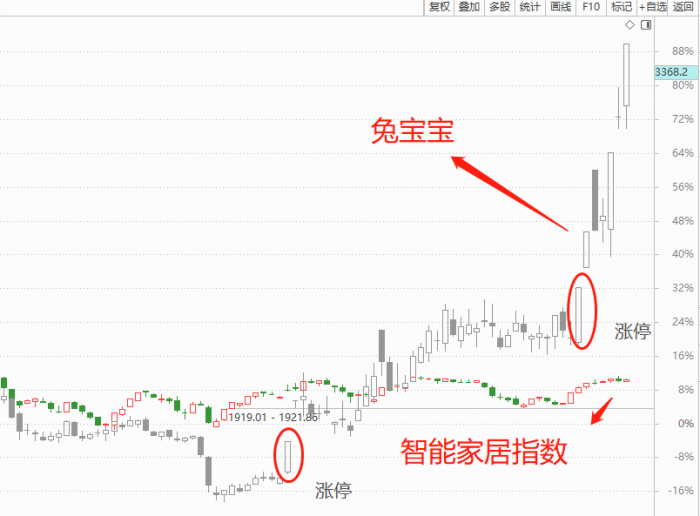 复权 叠加 多股 统计 画线 F10 标记 +自选 返回
88%
3368.2
80%
72%
兔宝宝
64%
56%
48%
40%
32%
涨停
24%
16%
8%
1919.01 - 1921.85
0%
智能家居指数
-8%
涨停
-16%